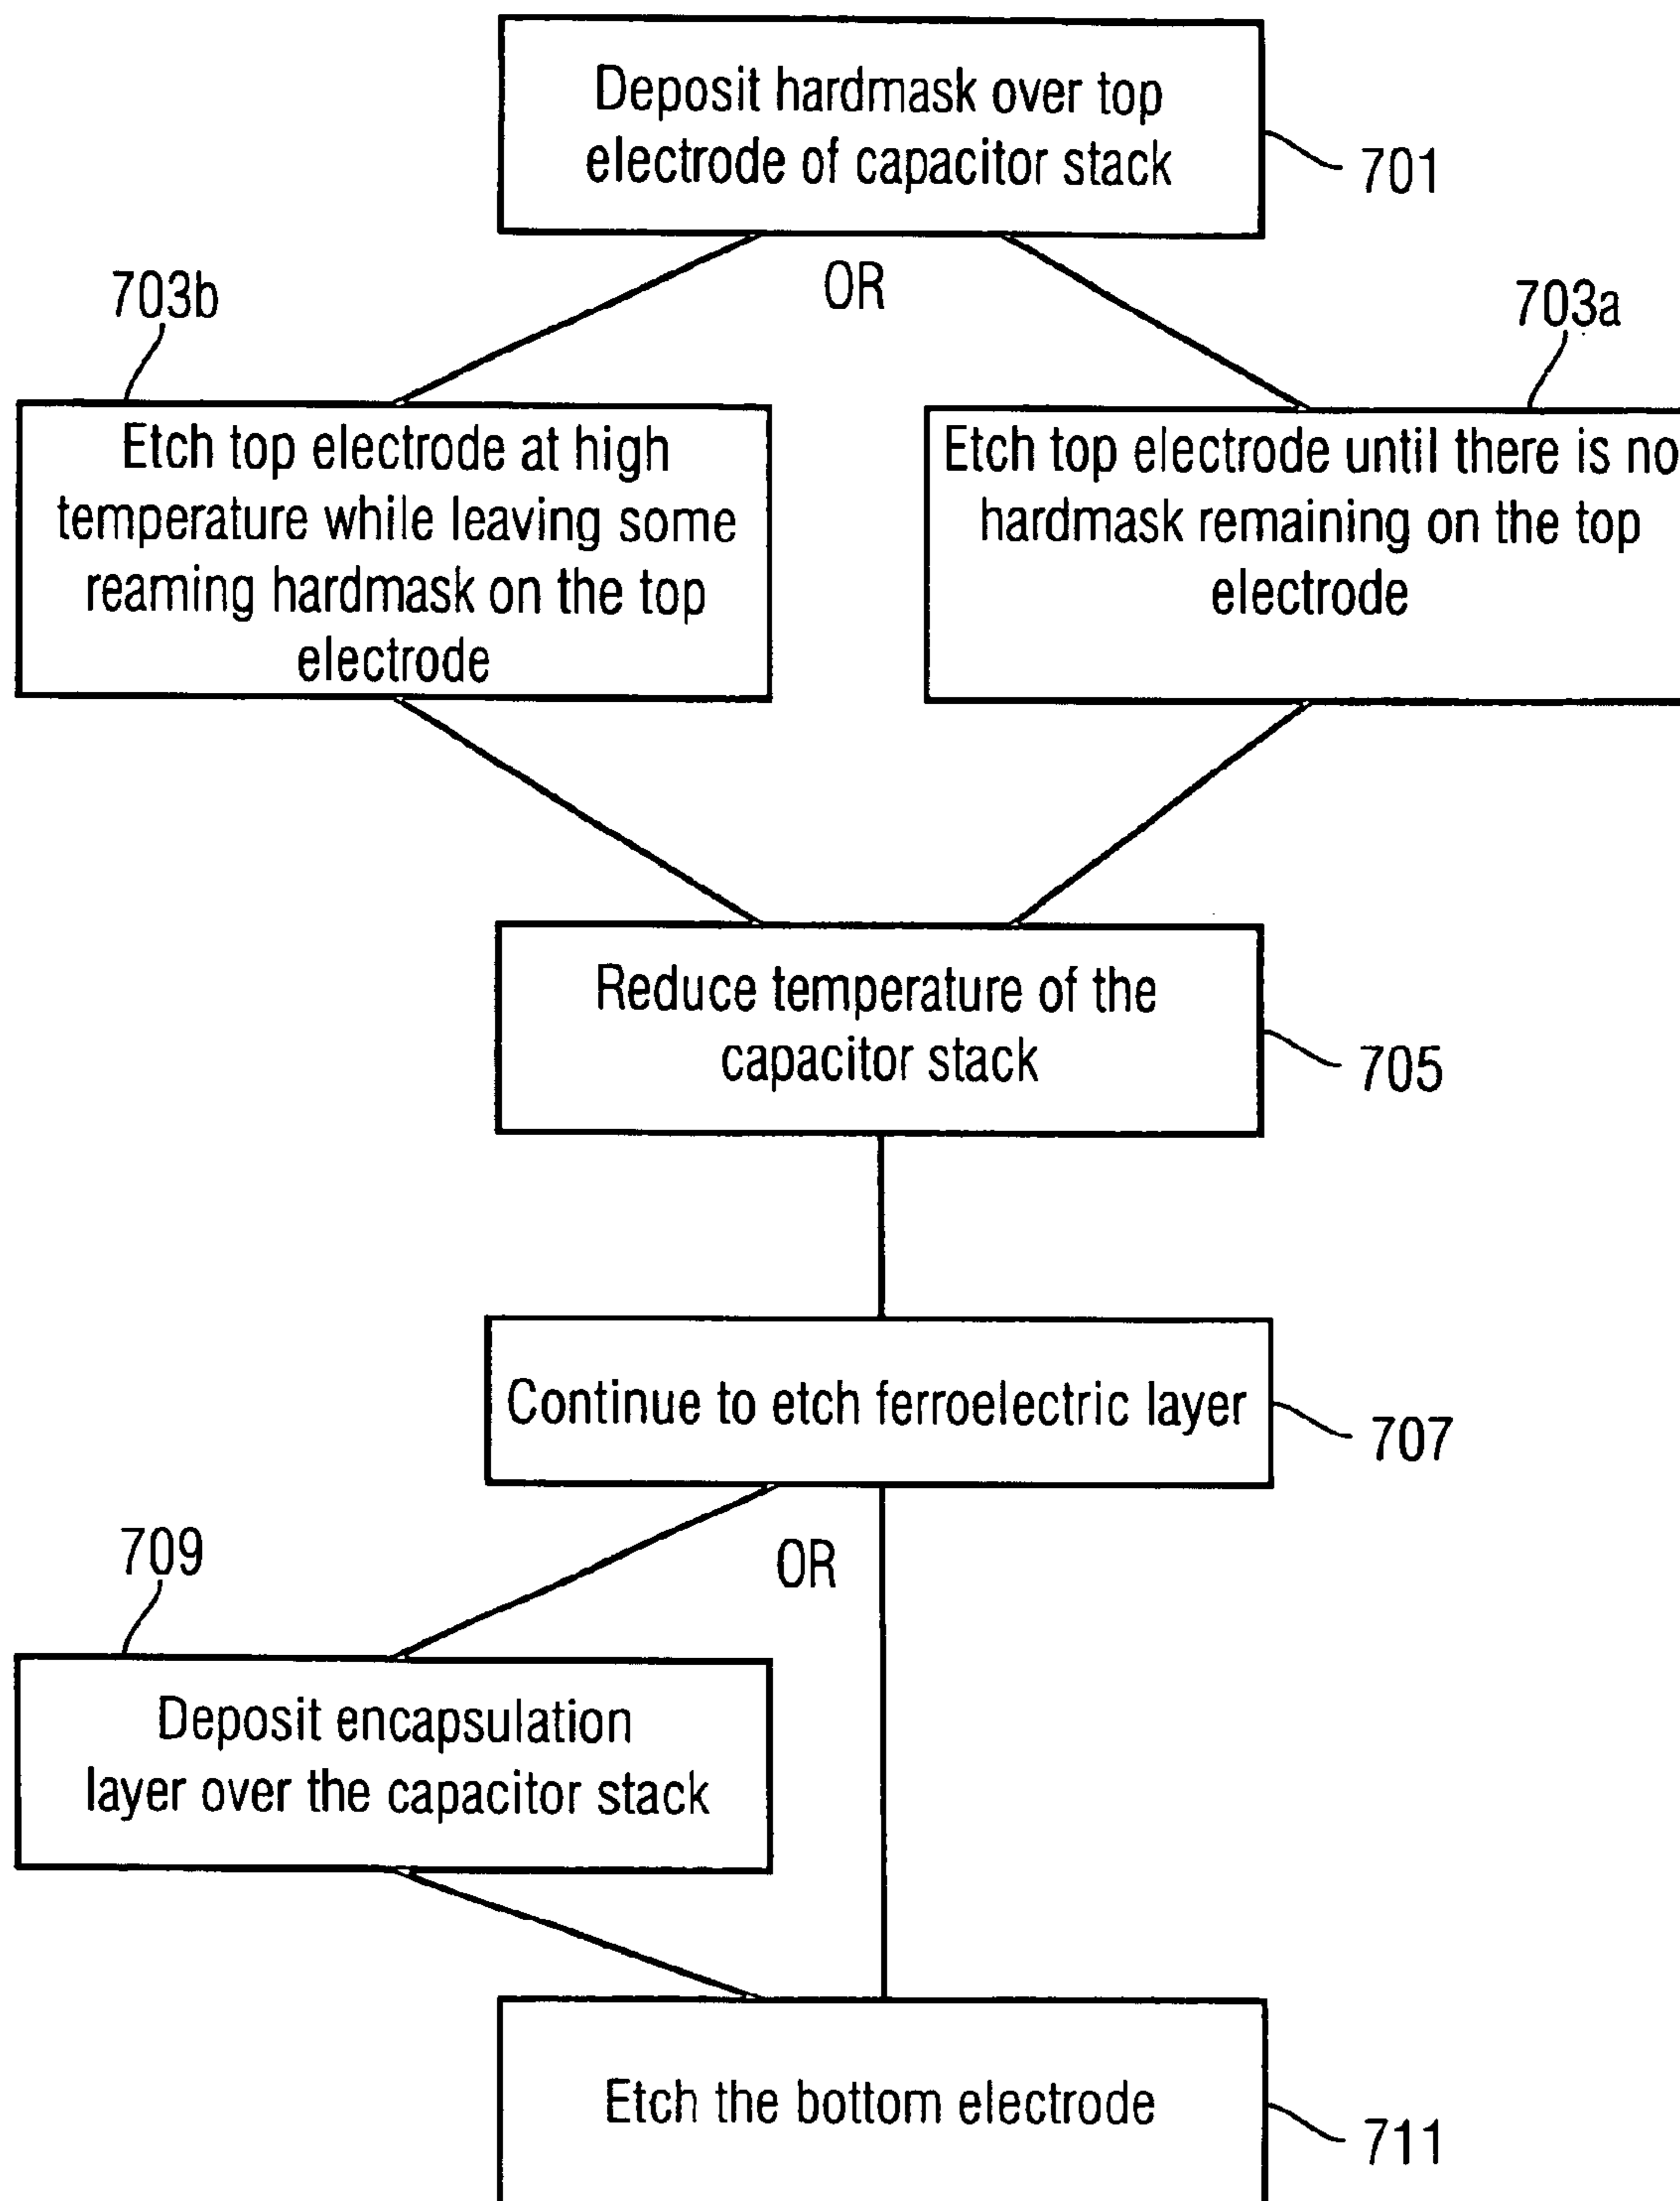 Deposit hardmask over top
electrode of capacitor stack
701
OR
703b
703a
Etch top electrode at high
temperature while leaving some
reaming hardmask on the top
electrode
Etch top electrode until there is no
hardmask remaining on the top
electrode
Reduce temperature of the
capacitor stack
705
Continue to etch ferroelectric layer
707
OR
709
Deposit encapsulation
layer over the capacitor stack
Etch the bottom electrode
711